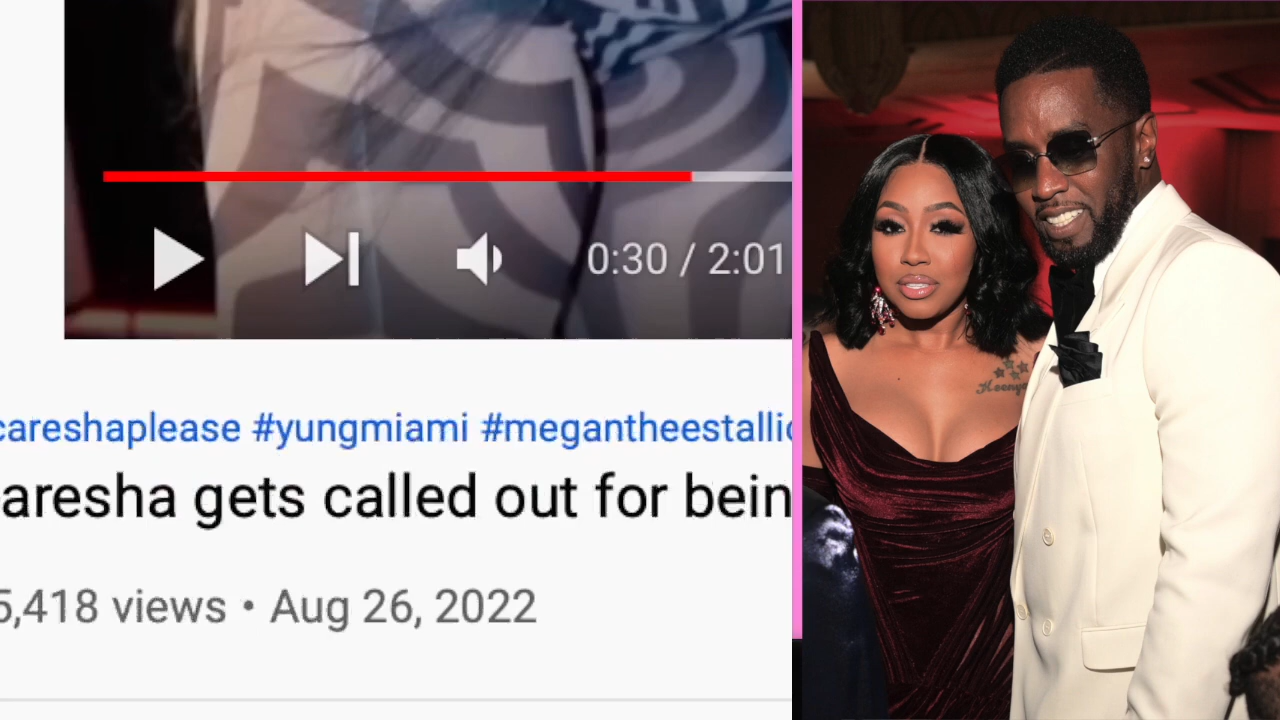 0:30 / 2:01
careshaplease #yungmiami #megantheestallio
aresha gets called out for bein
5,418 views • Aug 26, 2022